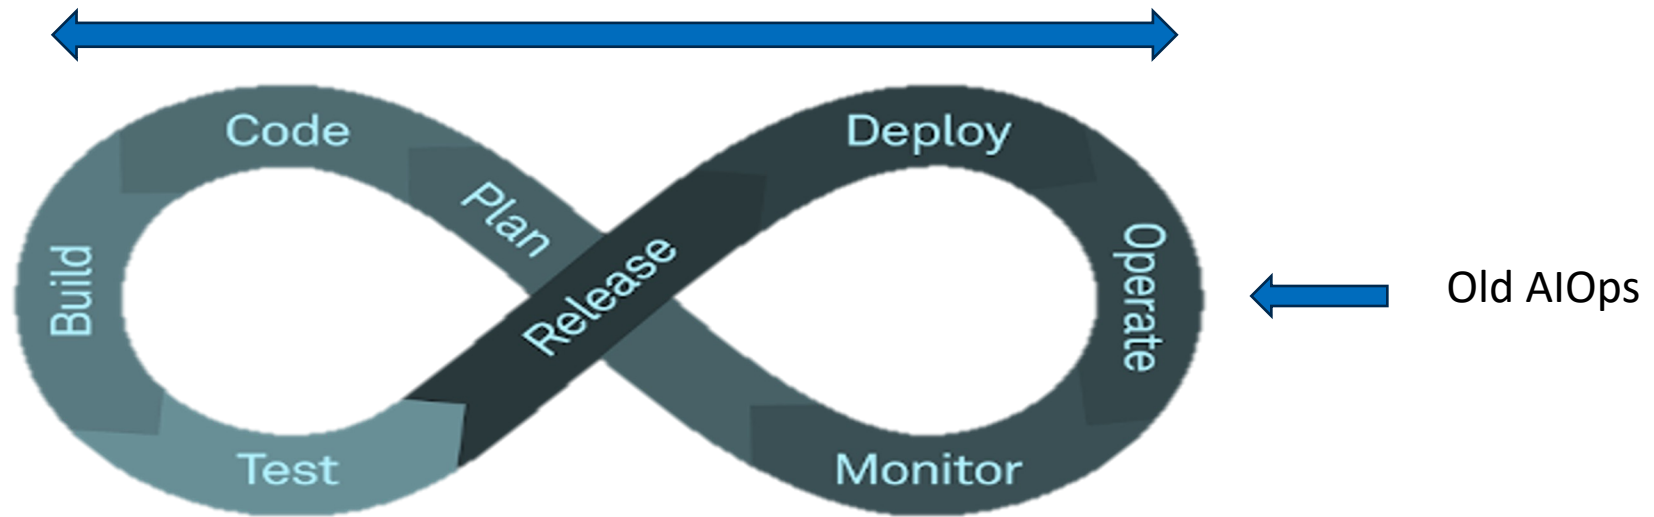 Code
Deploy
Plan
Release
Build
Operate
Old AIOps
Test
Monitor